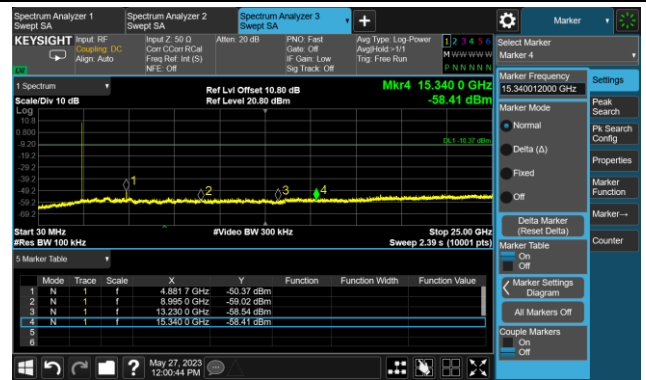 Spectrum Analyzer 1
Swept SA
Spectrum Analyzer 2
Swept SA
Spectrum Analyzer 3
Swept SA
Marker
KEYSIGHT
Input: RF
Coupling: DC
Align: Auto
Input Z: 50 Ω
Corr CCorr RCal
Freq Ref: Int (S)
NFE: Off
Atten: 20 dB
PNO: Fast
Gate: Off
IF Gain: Low
Sig Track: Off
Avg Type: Log-Power
Avg|Hold:>1/1
Trig: Free Run
1 2 3 4 5 6
M W W W W W
P N N N N N
LW
Select Marker
Marker 4
1 Spectrum
Scale/Div 10 dB
Log
Ref Lvl Offset 10.80 dB
Ref Level 20.80 dBm
Mkr4 15.340 0 GHz
-58.41 dBm
10.8
0.800
-9.20
-19.2
-29.2
-39.2
-49.2
-59.2
-69.2
DL1 -10.37 dBm
1
2
3
4
Start 30 MHz
#Res BW 100 kHz
#Video BW 300 kHz
Stop 25.00 GHz
Sweep 2.39 s (10001 pts)
5 Marker Table
Mode Trace Scale X Y Function Function Width Function Value
1 N 1 f 4.881 7 GHz -50.37 dBm
2 N 1 f 8.995 0 GHz -59.02 dBm
3 N 1 f 13.230 0 GHz -58.54 dBm
4 N 1 f 15.340 0 GHz -58.41 dBm
5
6
Marker Frequency
15.340012000 GHz
Marker Mode
Normal
Delta (Δ)
Fixed
Off
Delta Marker
(Reset Delta)
Marker Table
On
Off
Marker Settings
Diagram
All Markers Off
Couple Markers
On
Off
Settings
Peak
Search
Pk Search
Config
Properties
Marker
Function
Marker→
Counter
?
May 27, 2023
12:00:44 PM